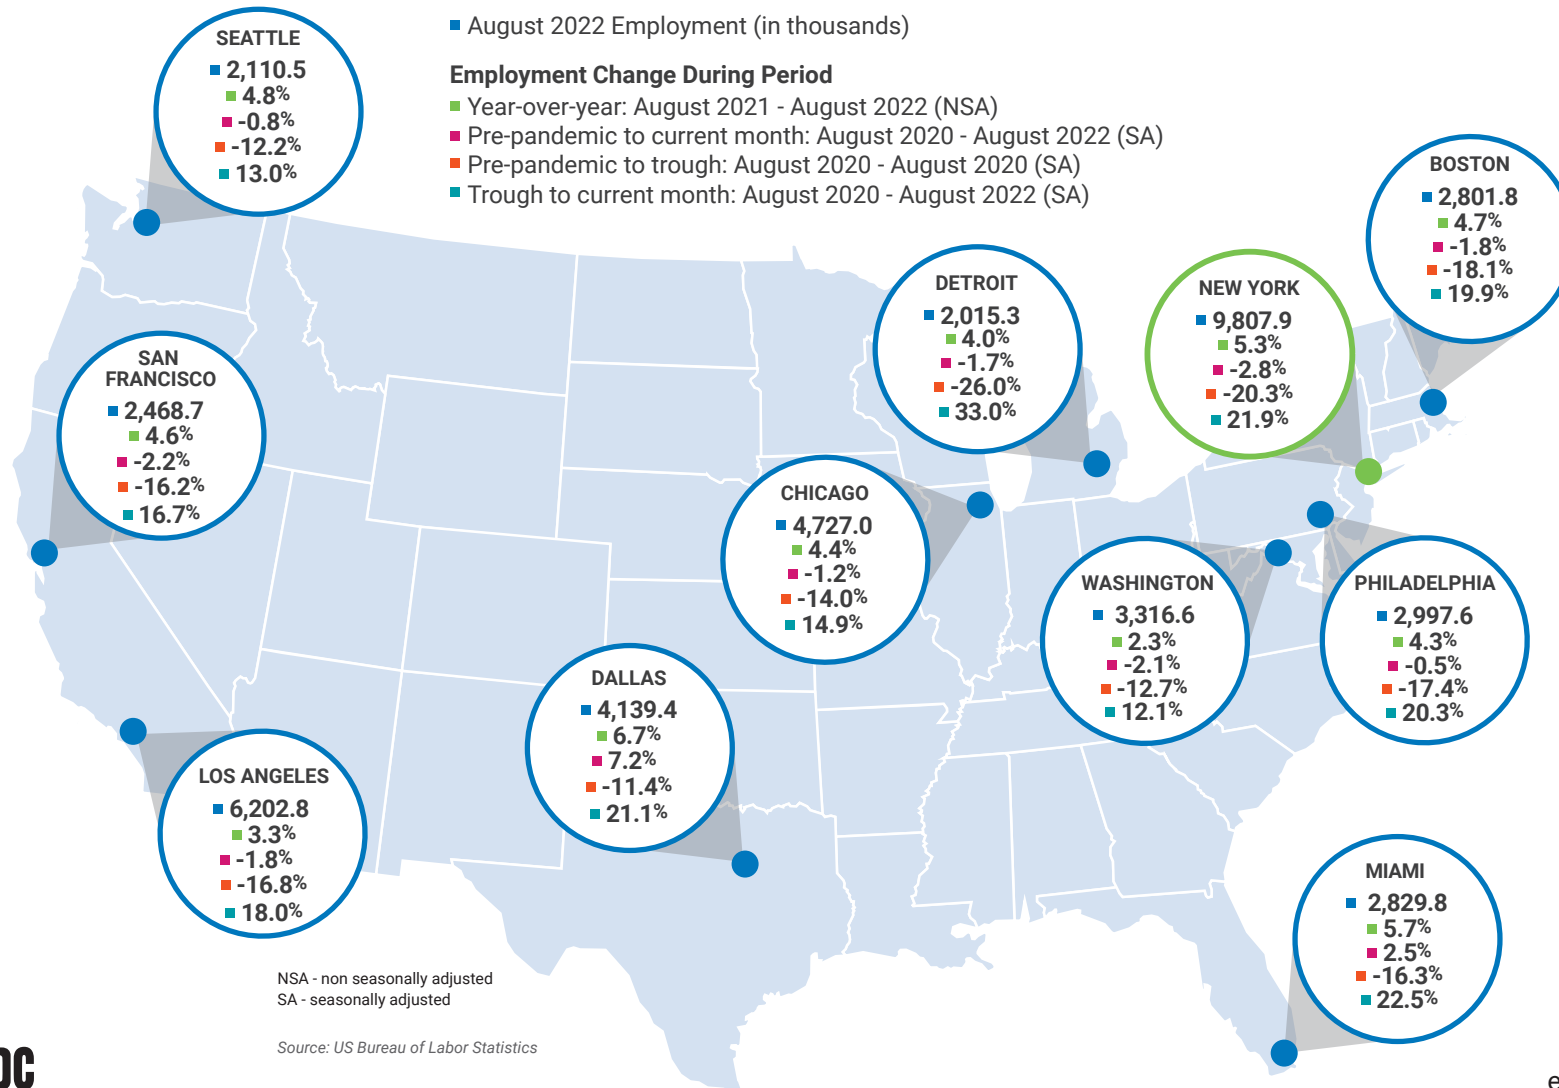 August 2022 Employment (in thousands)
Employment Change During Period
Year-over-year: August 2021 - August 2022 (NSA)
Pre-pandemic to current month: August 2020 - August 2022 (SA)
Pre-pandemic to trough: August 2020 - August 2020 (SA)
Trough to current month: August 2020 - August 2022 (SA)
SEATTLE
2,110.5
4.8%
-0.8%
-12.2%
13.0%
BOSTON
2,801.8
4.7%
-1.8%
-18.1%
19.9%
DETROIT
2,015.3
4.0%
-1.7%
-26.0%
33.0%
NEW YORK
9,807.9
5.3%
-2.8%
-20.3%
21.9%
SAN
FRANCISCO
2,468.7
4.6%
-2.2%
-16.2%
16.7%
CHICAGO
4,727.0
4.4%
-1.2%
-14.0%
14.9%
WASHINGTON
3,316.6
2.3%
-2.1%
-12.7%
12.1%
PHILADELPHIA
2,997.6
4.3%
-0.5%
-17.4%
20.3%
DALLAS
4,139.4
6.7%
7.2%
-11.4%
21.1%
LOS ANGELES
6,202.8
3.3%
-1.8%
-16.8%
18.0%
MIAMI
2,829.8
5.7%
2.5%
-16.3%
22.5%
NSA - non seasonally adjusted
SA - seasonally adjusted
Source: US Bureau of Labor Statistics